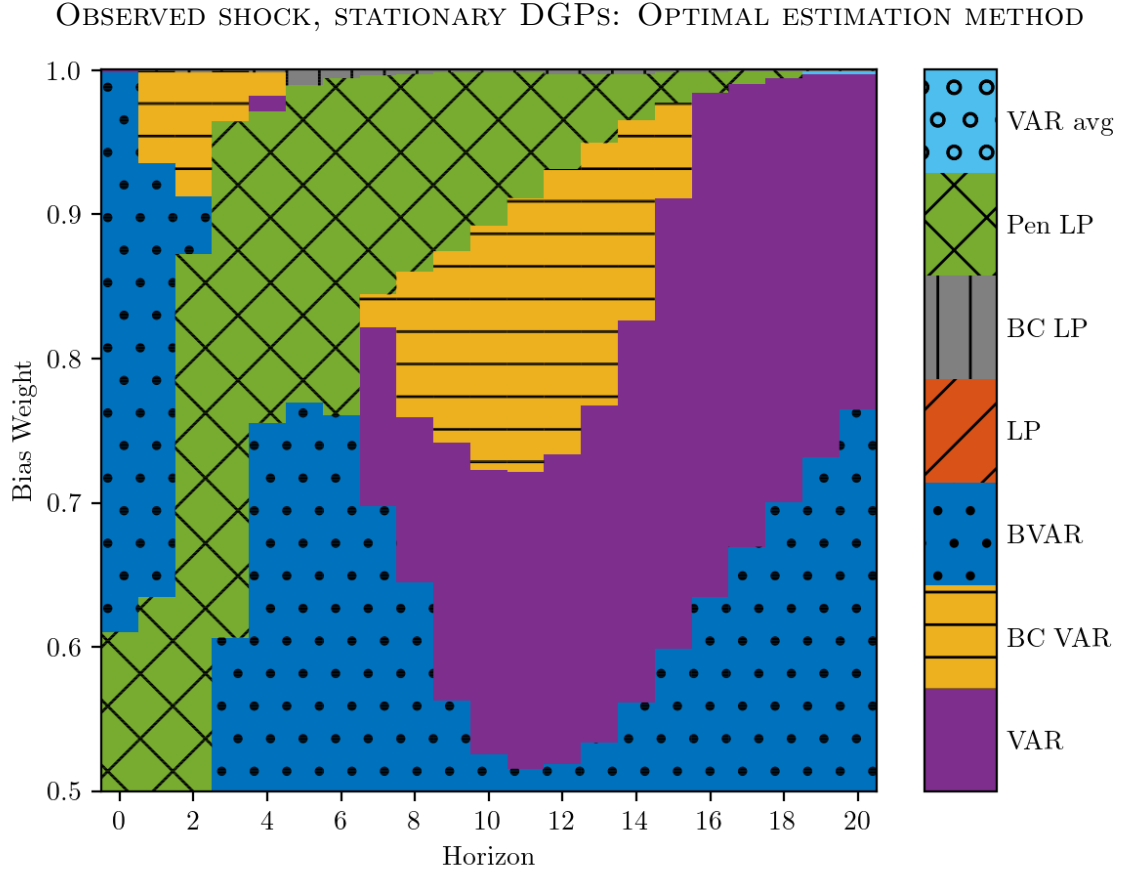 OBSERVED SHOCK, STATIONARY DGPS: OPTIMAL ESTIMATION METHOD
1.0
0.9
0.8
0.7
0.6
0.5
Bias Weight
0 2 4 6 8 10 12 14 16 18 20
Horizon
VAR avg
Pen LP
BC LP
LP
BVAR
BC VAR
VAR